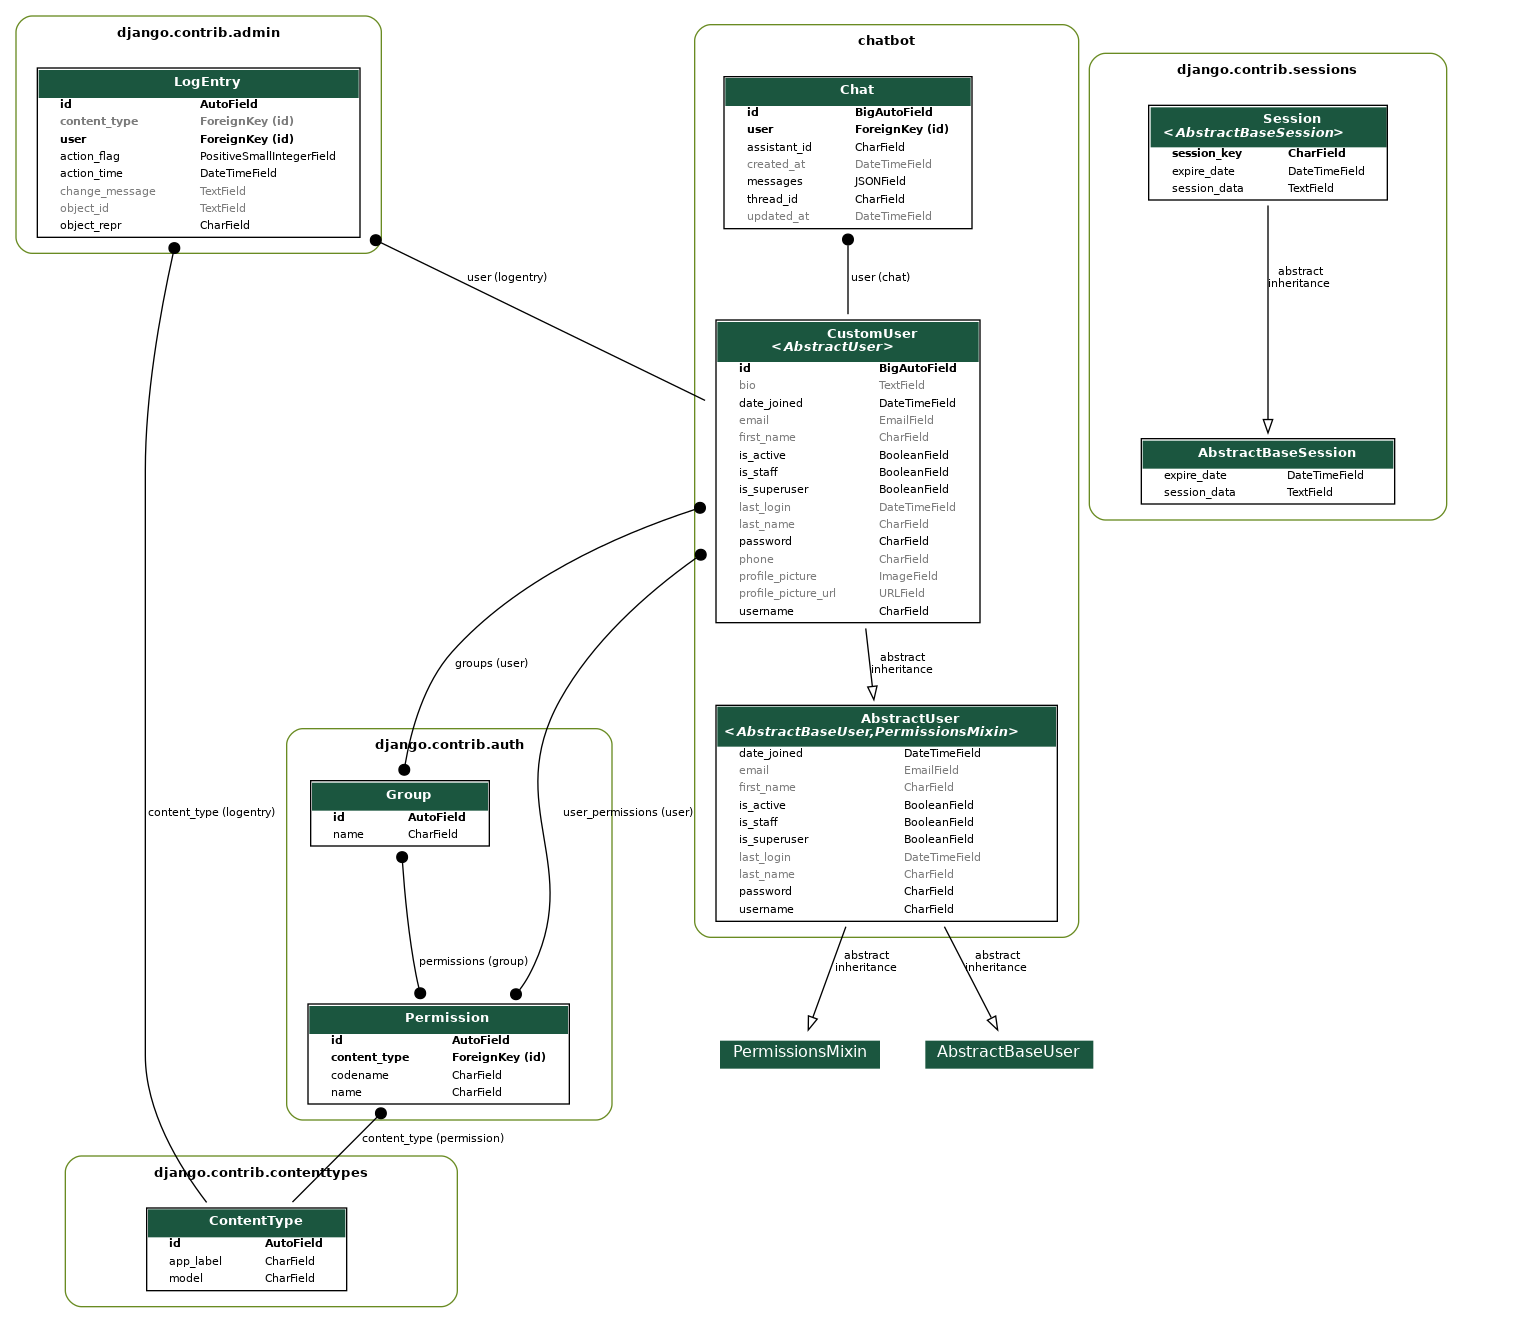 django.contrib.admin
LogEntry
id AutoField
content_type ForeignKey (id)
user ForeignKey (id)
action_flag PositiveSmallIntegerField
action_time DateTimeField
change_message TextField
object_id TextField
object_repr CharField
chatbot
Chat
id BigAutoField
user ForeignKey (id)
assistant_id CharField
created_at DateTimeField
messages JSONField
thread_id CharField
updated_at DateTimeField
django.contrib.sessions
Session
<AbstractBaseSession>
session_key CharField
expire_date DateTimeField
session_data TextField
user (logentry)
user (chat)
abstract
inheritance
CustomUser
<AbstractUser>
id BigAutoField
bio TextField
date_joined DateTimeField
email EmailField
first_name CharField
is_active BooleanField
is_staff BooleanField
is_superuser BooleanField
last_login DateTimeField
last_name CharField
password CharField
phone CharField
profile_picture ImageField
profile_picture_url URLField
username CharField
AbstractBaseSession
expire_date DateTimeField
session_data TextField
groups (user)
abstract
inheritance
AbstractUser
<AbstractBaseUser,PermissionsMixin>
date_joined DateTimeField
email EmailField
first_name CharField
is_active BooleanField
is_staff BooleanField
is_superuser BooleanField
last_login DateTimeField
last_name CharField
password CharField
username CharField
django.contrib.auth
Group
id AutoField
name CharField
content_type (logentry)
user_permissions (user)
permissions (group)
abstract
inheritance
abstract
inheritance
Permission
id AutoField
content_type ForeignKey (id)
codename CharField
name CharField
PermissionsMixin
AbstractBaseUser
content_type (permission)
django.contrib.contenttypes
ContentType
id AutoField
app_label CharField
model CharField